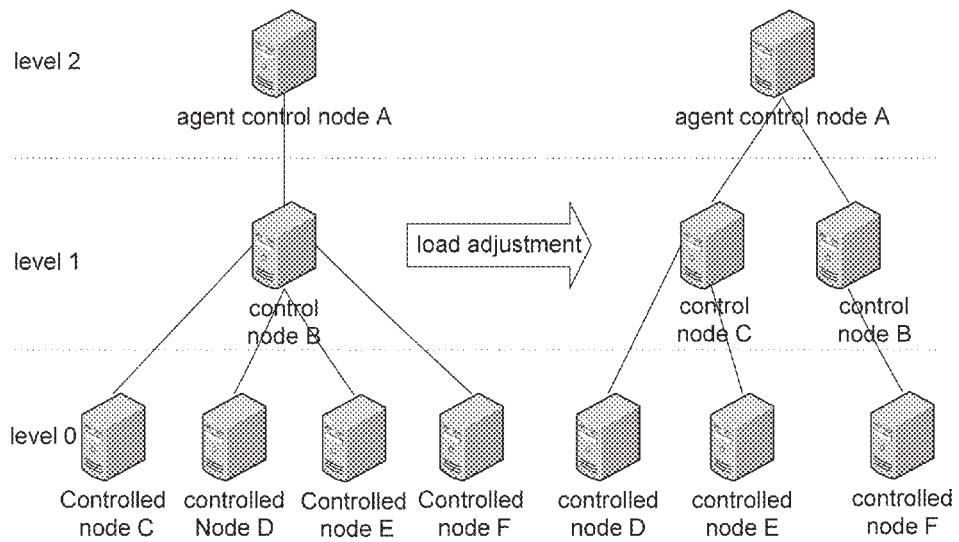 level 2
agent control node A
agent control node A
level 1
load adjustment
control
node B
control
node C
control
node B
level 0
Controlled
node C
controlled
Node D
Controlled
node E
Controlled
node F
controlled
node D
controlled
node E
controlled
node F